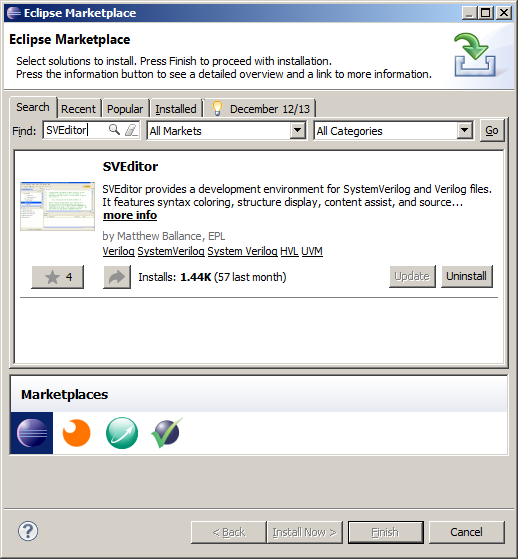 Eclipse Marketplace
Eclipse Marketplace
Select solutions to install. Press Finish to proceed with installation.
Press the information button to see a detailed overview and a link to more information.
Search Recent Popular Installed December 12/13
Find: SVEditor All Markets All Categories Go
SVEditor
SVEditor provides a development environment for SystemVerilog and Verilog files.
It features syntax coloring, structure display, content assist, and source...
more info
by Matthew Ballance, EPL
Verilog SystemVerilog System Verilog HVL UVM
4 Installs: 1.44K (57 last month) Update Uninstall
Marketplaces
? < Back Install Now > Finish Cancel